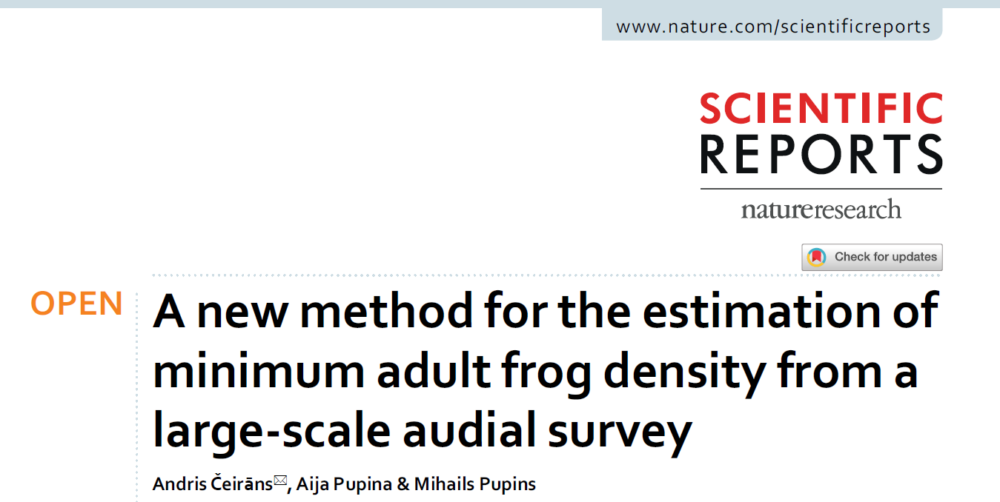 www.nature.com/scientificreports
SCIENTIFIC
REPORTS
natureresearch
Check for updates
OPEN
A new method for the estimation of
minimum adult frog density from a
large-scale audial survey
Andris Čeirāns, Aija Pupina & Mihails Pupins